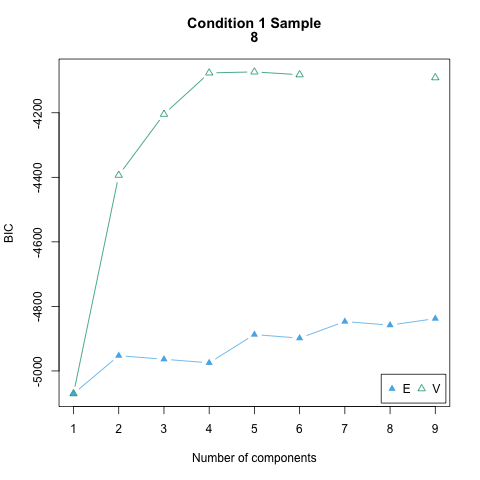 Condition 1 Sample
8
BIC
-4200
-4400
-4600
-4800
-5000
E V
1 2 3 4 5 6 7 8 9
Number of components